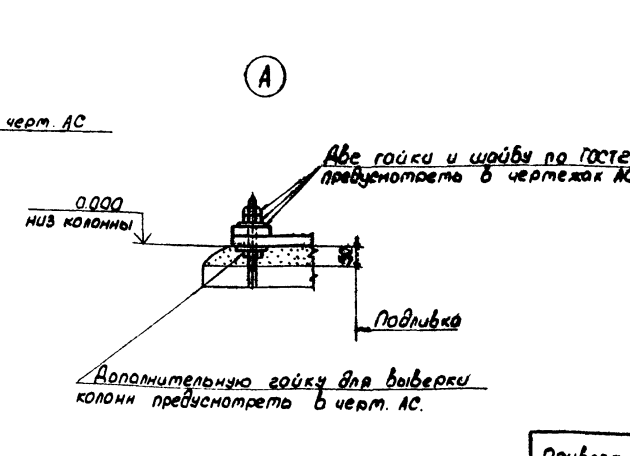 А
черт. АС
Две гайки и шайбу по ГОСТ
предусмотреть в чертежах АС
0.000
низ колонны
Подливка
Дополнительную гайку для выверки
колонн предусмотреть в черт. АС.